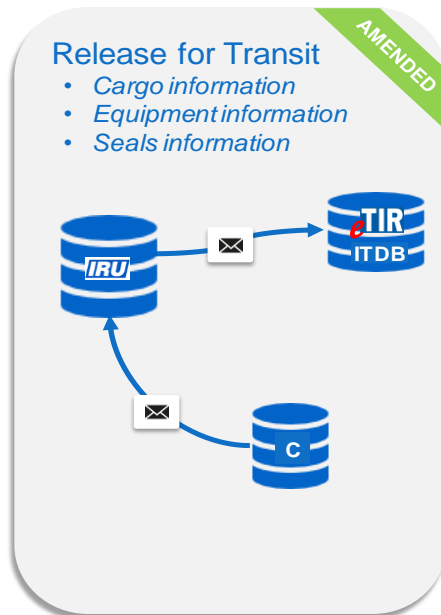 AMENDED
Release for Transit
• Cargo information
• Equipment information
• Seals information
IRU
eTIR
ITDB
C